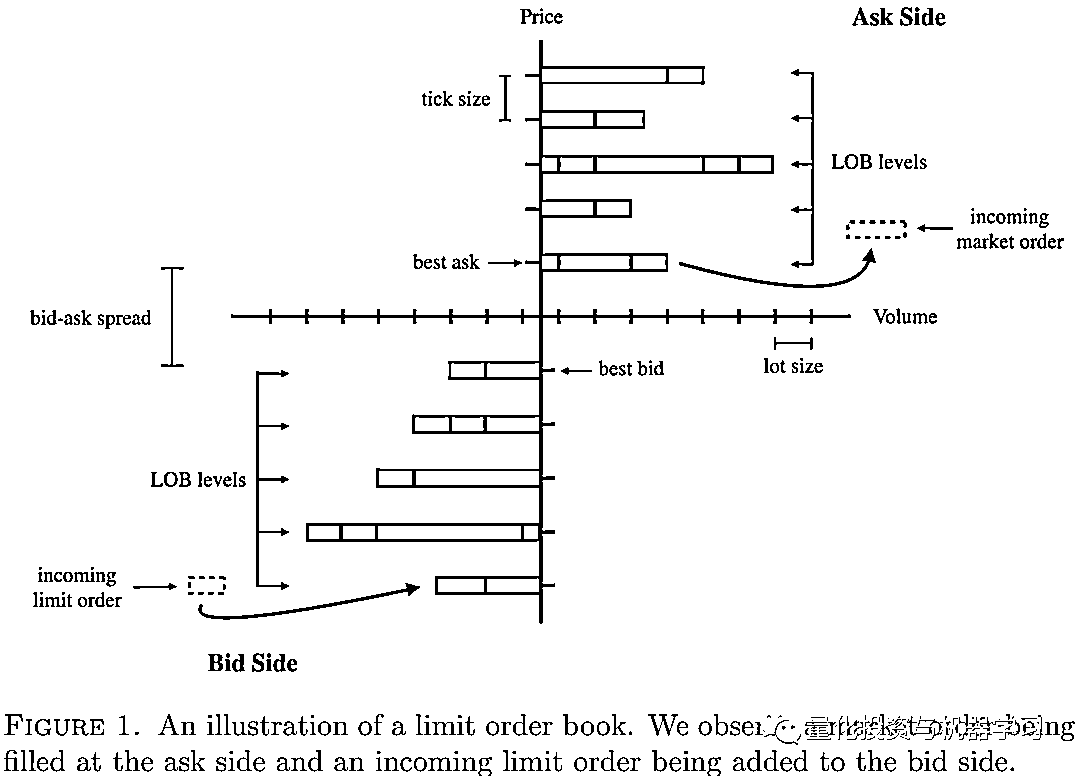 Price
Ask Side
tick size
LOB levels
incoming
market order
best ask
bid-ask spread
Volume
lot size
best bid
LOB levels
incoming
limit order
Bid Side
FIGURE 1. An illustration of a limit order book. We observe a market order being
filled at the ask side and an incoming limit order being added to the bid side.
量化投资与机器学习